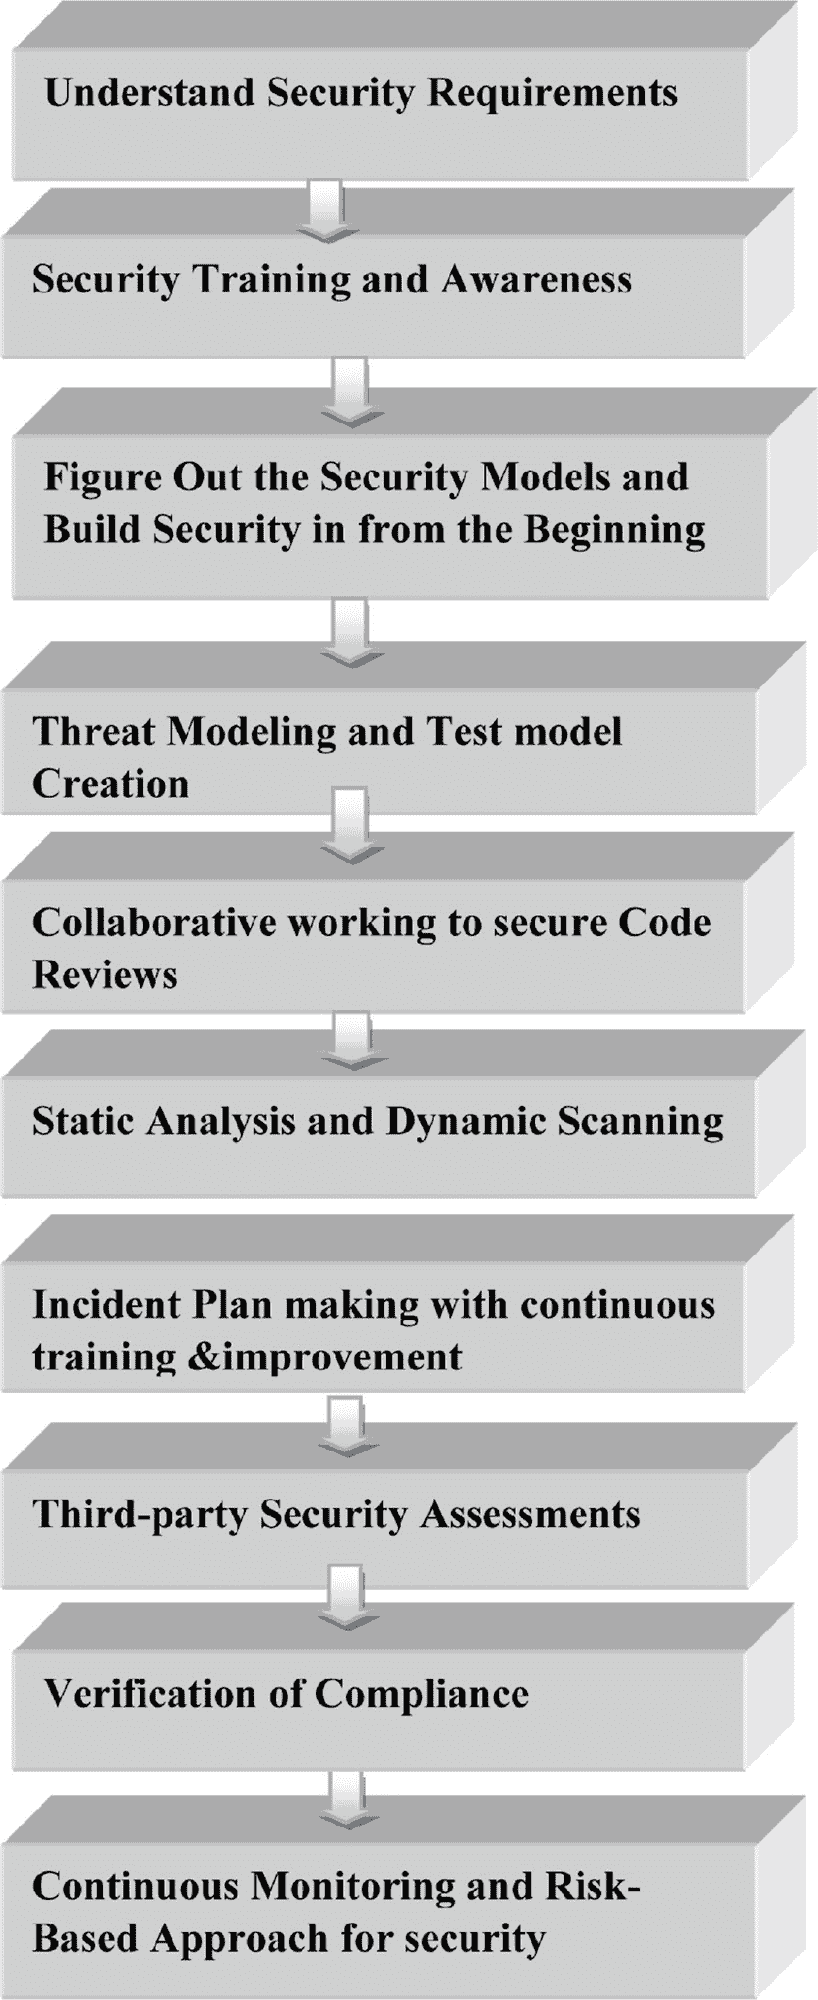 Understand Security Requirements
Security Training and Awareness
Figure Out the Security Models and
Build Security in from the Beginning
Threat Modeling and Test model
Creation
Collaborative working to secure Code
Reviews
Static Analysis and Dynamic Scanning
Incident Plan making with continuous
training &improvement
Third-party Security Assessments
Verification of Compliance
Continuous Monitoring and Risk-
Based Approach for security